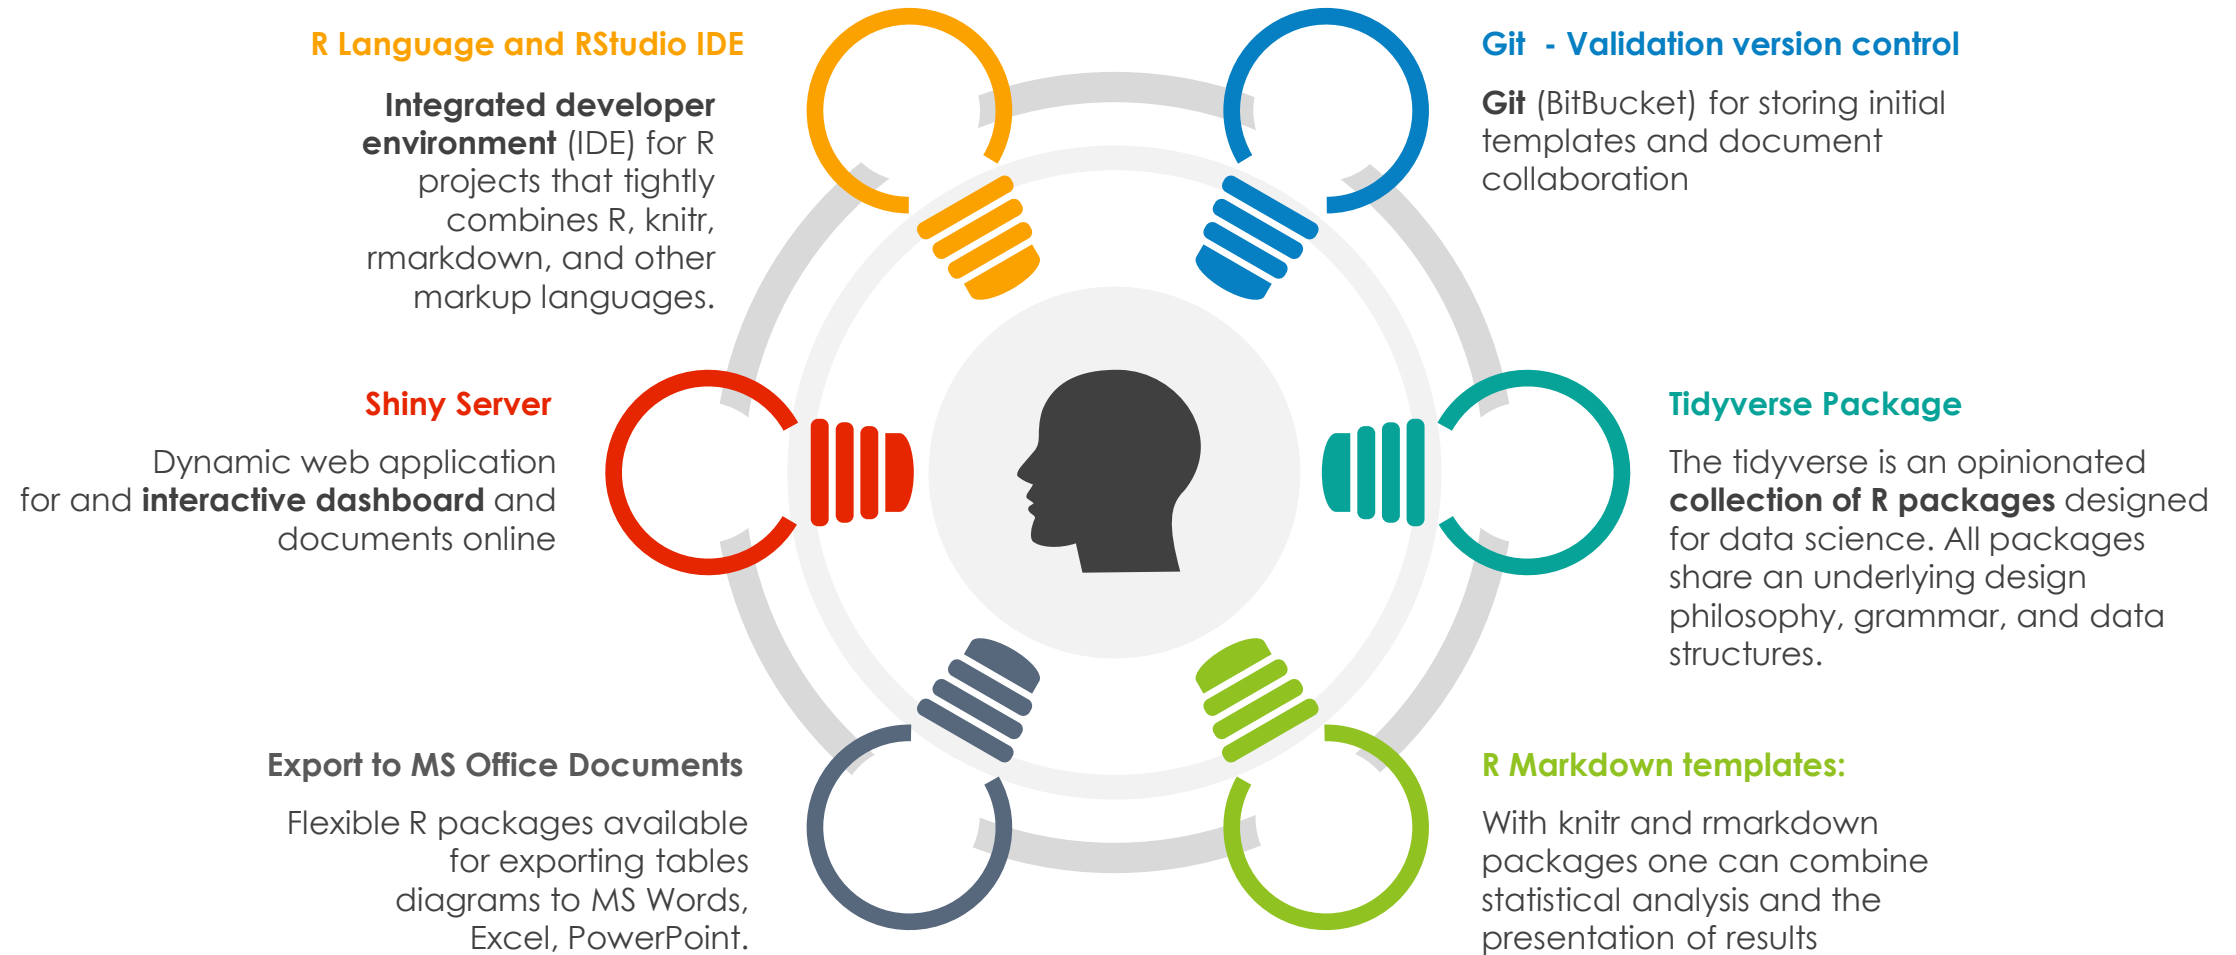 R Language and RStudio IDE
Integrated developer
environment (IDE) for R
projects that tightly
combines R, knitr,
rmarkdown, and other
markup languages.
Git - Validation version control
Git (BitBucket) for storing initial
templates and document
collaboration
Shiny Server
Dynamic web application
for and interactive dashboard and
documents online
Tidyverse Package
The tidyverse is an opinionated
collection of R packages designed
for data science. All packages
share an underlying design
philosophy, grammar, and data
structures.
Export to MS Office Documents
Flexible R packages available
for exporting tables
diagrams to MS Words,
Excel, PowerPoint.
R Markdown templates:
With knitr and rmarkdown
packages one can combine
statistical analysis and the
presentation of results